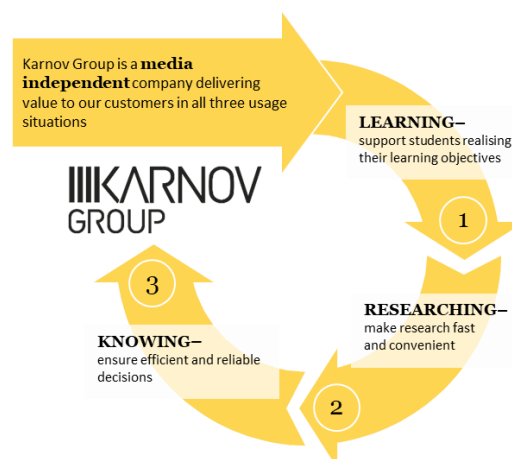 Karnov Group is a media
independent company delivering
value to our customers in all three usage
situations
LEARNING–
support students realising
their learning objectives
KARNOV
GROUP
1
3
RESEARCHING–
make research fast
and convenient
KNOWING–
ensure efficient and reliable
decisions
2